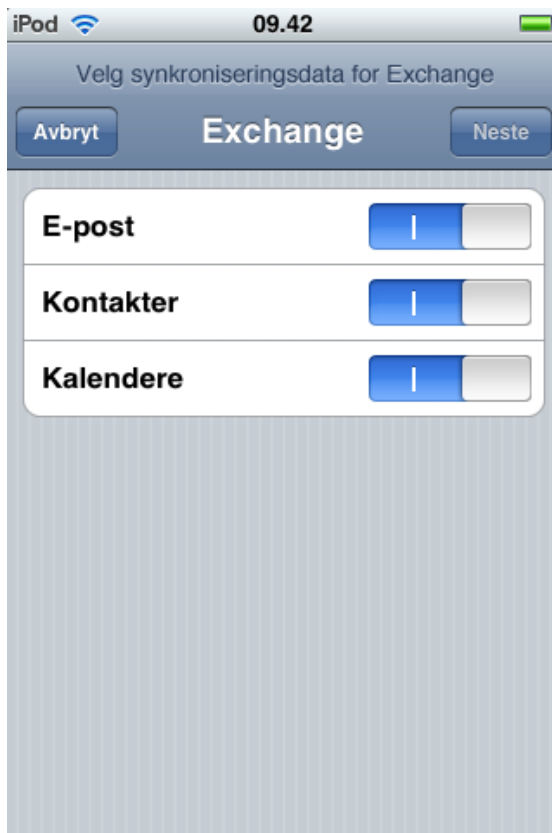 iPod 09.42
Velg synkroniseringsdata for Exchange
Avbryt Exchange Neste
E-post
Kontakter
Kalendere